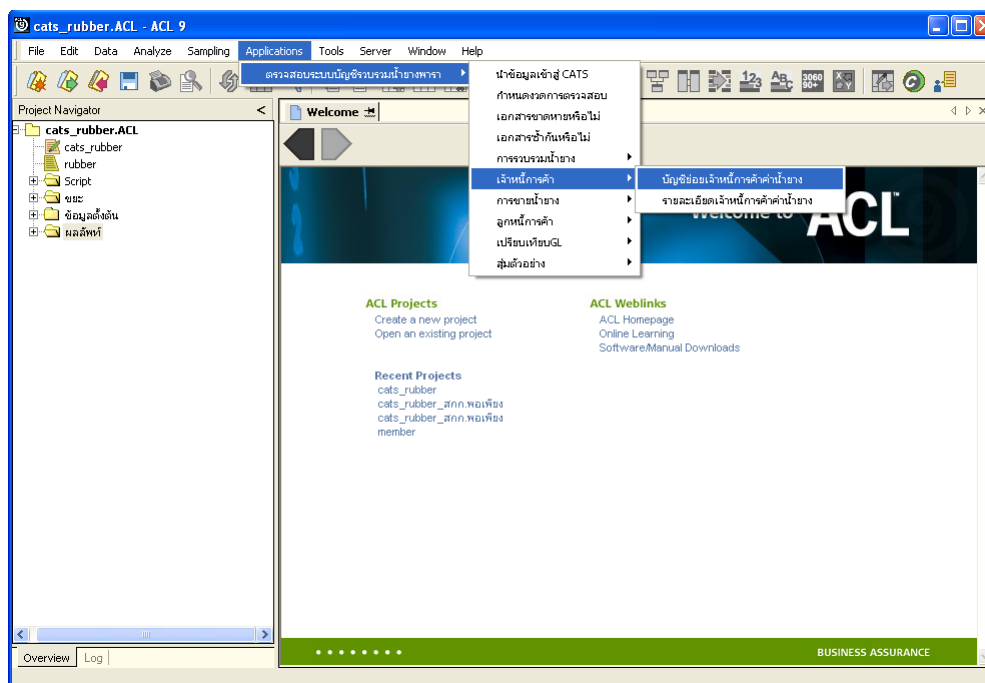 cats_rubber.ACL - ACL 9
File Edit Data Analyze Sampling Applications Tools Server Window Help
ตรวจสอบระบบบัญชีรวบรวมน้ำยางพารา
นำข้อมูลเข้าสู่ CATS
กำหนดงวดการตรวจสอบ
เอกสารขาดหายหรือไม่
เอกสารซ้ำกันหรือไม่
การรวบรวมน้ำยาง
เจ้าหนี้การค้า
การขายน้ำยาง
ลูกหนี้การค้า
เปรียบเทียบGL
สุ่มตัวอย่าง
บัญชีย่อยเจ้าหนี้การค้าค่าน้ำยาง
รายละเอียดเจ้าหนี้การค้าค่าน้ำยาง
Project Navigator <
cats_rubber.ACL
cats_rubber
rubber
Script
ขยะ
ข้อมูลตั้งต้น
ผลลัพท์
Welcome
Welcome to ACL™
ACL Projects
Create a new project
Open an existing project
Recent Projects
cats_rubber
cats_rubber_สกก.พอเพียง
cats_rubber_สกก.พอเพียง
member
ACL Weblinks
ACL Homepage
Online Learning
Software/Manual Downloads
BUSINESS ASSURANCE
Overview Log